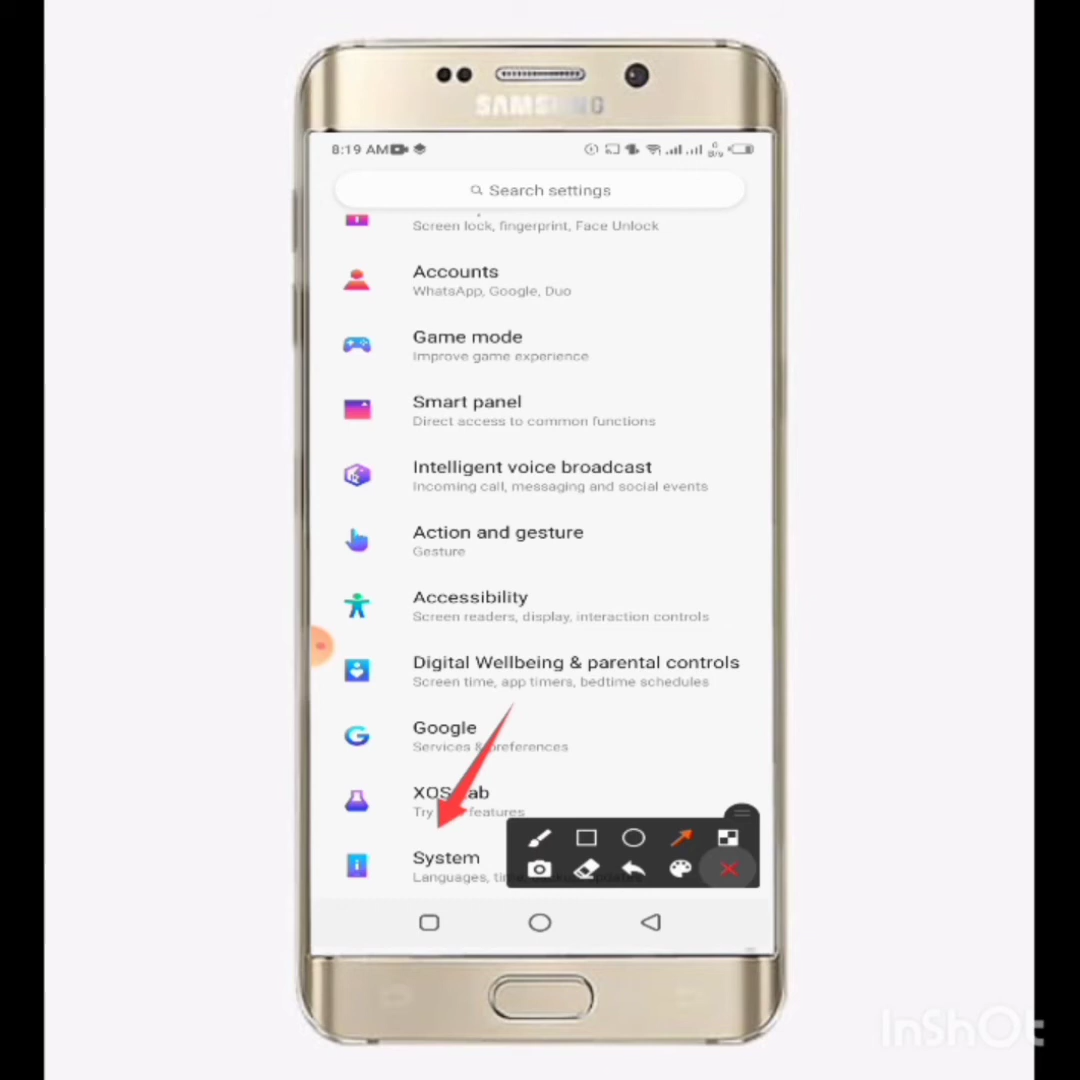 SAMSUNG
8:19 AM
Search settings
Screen lock, fingerprint, Face Unlock
Accounts
WhatsApp, Google, Duo
Game mode
Improve game experience
Smart panel
Direct access to common functions
Intelligent voice broadcast
Incoming call, messaging and social events
Action and gesture
Gesture
Accessibility
Screen readers, display, interaction controls
Digital Wellbeing & parental controls
Screen time, app timers, bedtime schedules
Google
Services & preferences
XOS Lab
Try features
System
Languages,
InShOt